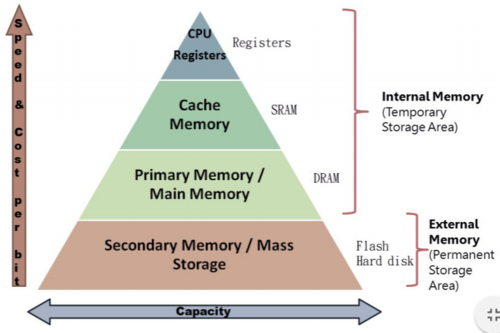 Speed & Cost per bit
CPU
Registers
Registers
Cache
Memory
SRAM
Internal Memory
(Temporary
Storage Area)
Primary Memory /
Main Memory
DRAM
Secondary Memory / Mass
Storage
Flash
Hard disk
External
Memory
(Permanent
Storage
Area)
Capacity